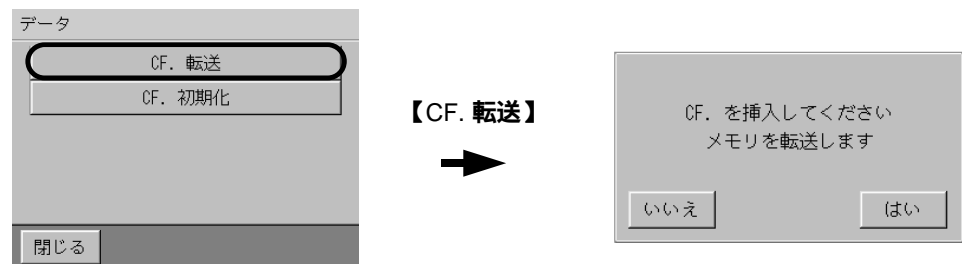 データ
CF. 転送
CF. 初期化
閉じる
【CF. 転送】
CF. を挿入してください
メモリを転送します
いいえ
はい